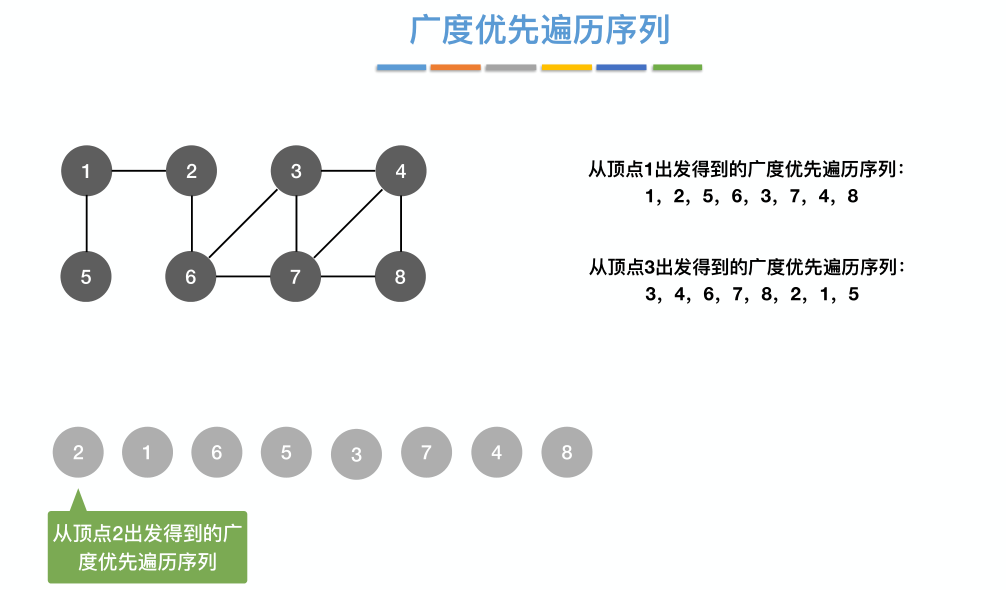 广度优先遍历序列
1 2 3 4
5 6 7 8
从顶点1出发得到的广度优先遍历序列：
1，2，5，6，3，7，4，8
从顶点3出发得到的广度优先遍历序列：
3，4，6，7，8，2，1，5
2 1 6 5 3 7 4 8
从顶点2出发得到的广
度优先遍历序列